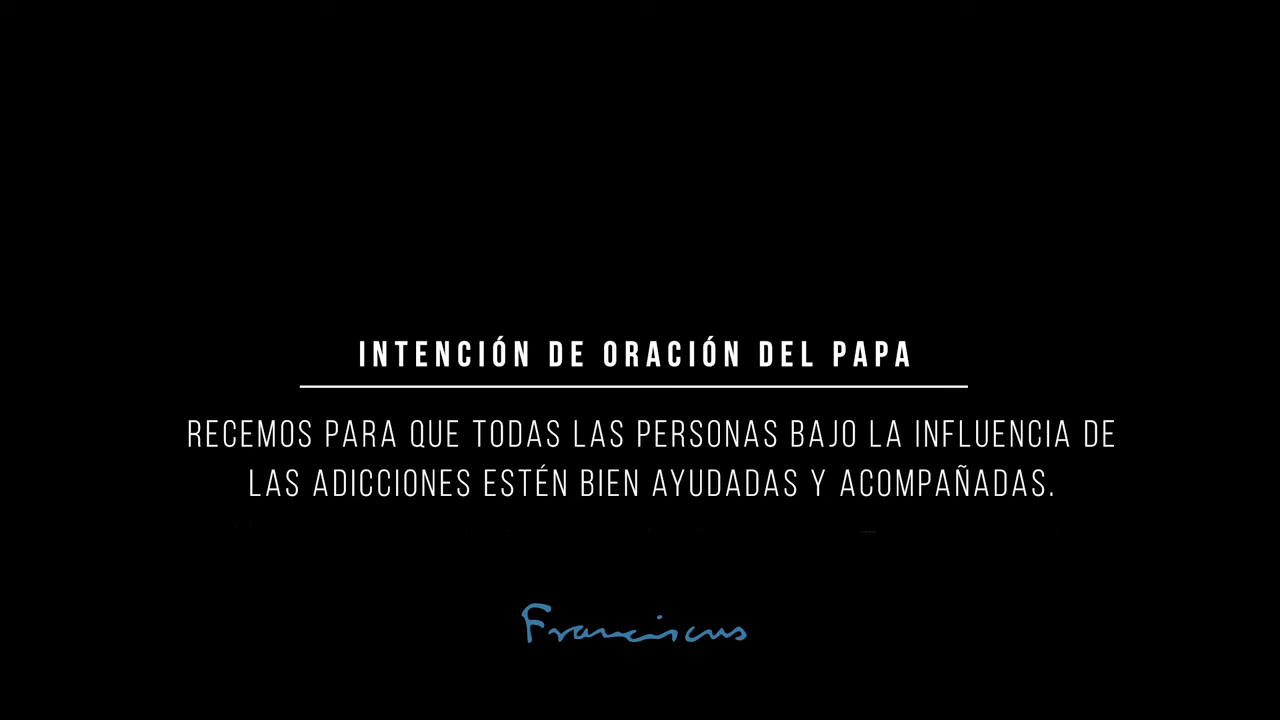 INTENCIÓN DE ORACIÓN DEL PAPA
RECEMOS PARA QUE TODAS LAS PERSONAS BAJO LA INFLUENCIA DE
LAS ADICCIONES ESTÉN BIEN AYUDADAS Y ACOMPAÑADAS.
Franciscus